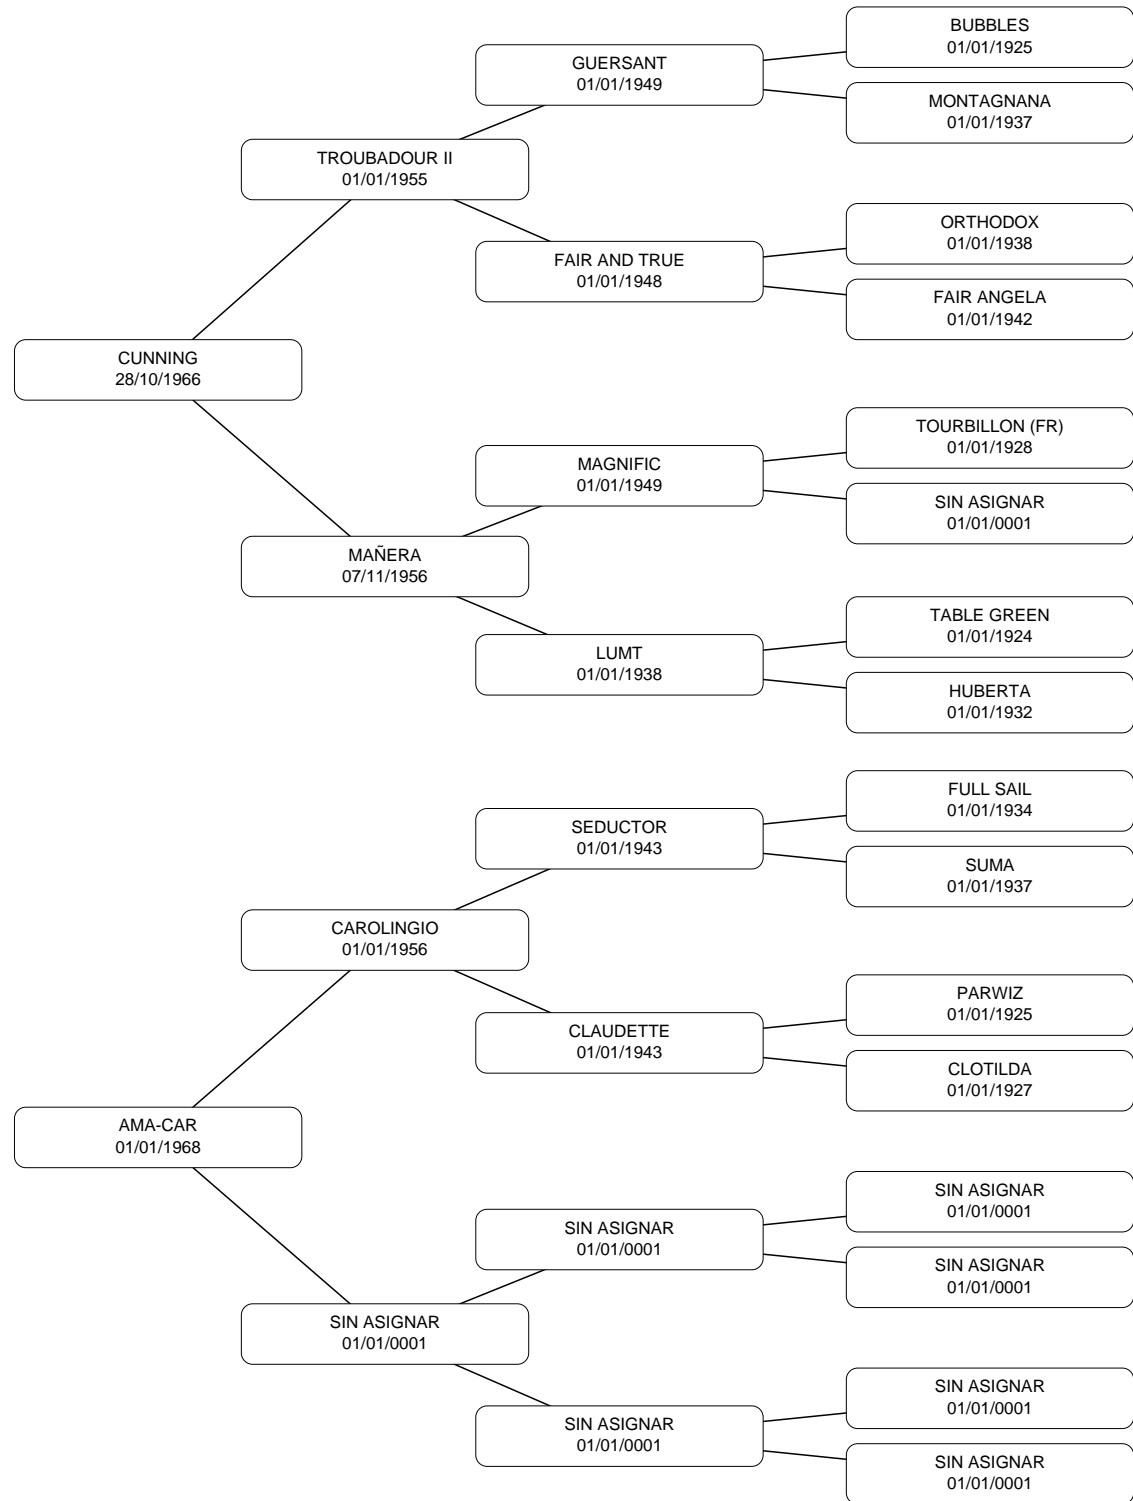 BUBBLES
01/01/1925
GUERSANT
01/01/1949
MONTAGNANA
01/01/1937
TROUBADOUR II
01/01/1955
ORTHODOX
01/01/1938
FAIR AND TRUE
01/01/1948
FAIR ANGELA
01/01/1942
CUNNING
28/10/1966
TOURBILLON (FR)
01/01/1928
MAGNIFIC
01/01/1949
SIN ASIGNAR
01/01/0001
MAÑERA
07/11/1956
TABLE GREEN
01/01/1924
LUMT
01/01/1938
HUBERTA
01/01/1932
FULL SAIL
01/01/1934
SEDUCTOR
01/01/1943
SUMA
01/01/1937
CAROLINGIO
01/01/1956
PARWIZ
01/01/1925
CLAUDETTE
01/01/1943
CLOTILDA
01/01/1927
AMA-CAR
01/01/1968
SIN ASIGNAR
01/01/0001
SIN ASIGNAR
01/01/0001
SIN ASIGNAR
01/01/0001
SIN ASIGNAR
01/01/0001
SIN ASIGNAR
01/01/0001
SIN ASIGNAR
01/01/0001
SIN ASIGNAR
01/01/0001